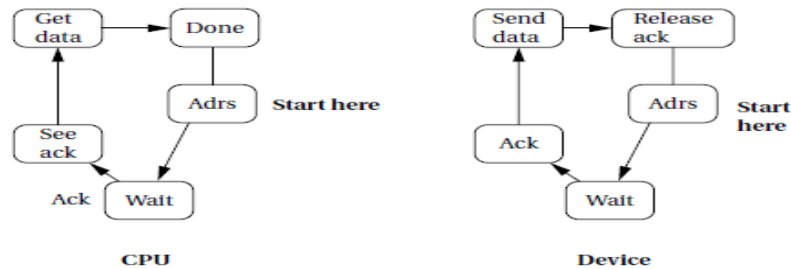 Get
data
Done
Adrs
Start here
See
ack
Ack
Wait
CPU
Send
data
Release
ack
Adrs
Start
here
Ack
Wait
Device